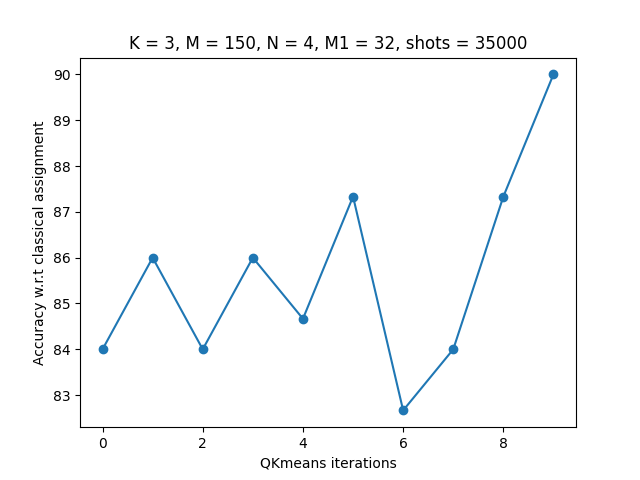 K = 3, M = 150, N = 4, M1 = 32, shots = 35000
90
89
88
87
86
85
84
83
Accuracy w.r.t classical assignment
0 2 4 6 8
QKmeans iterations